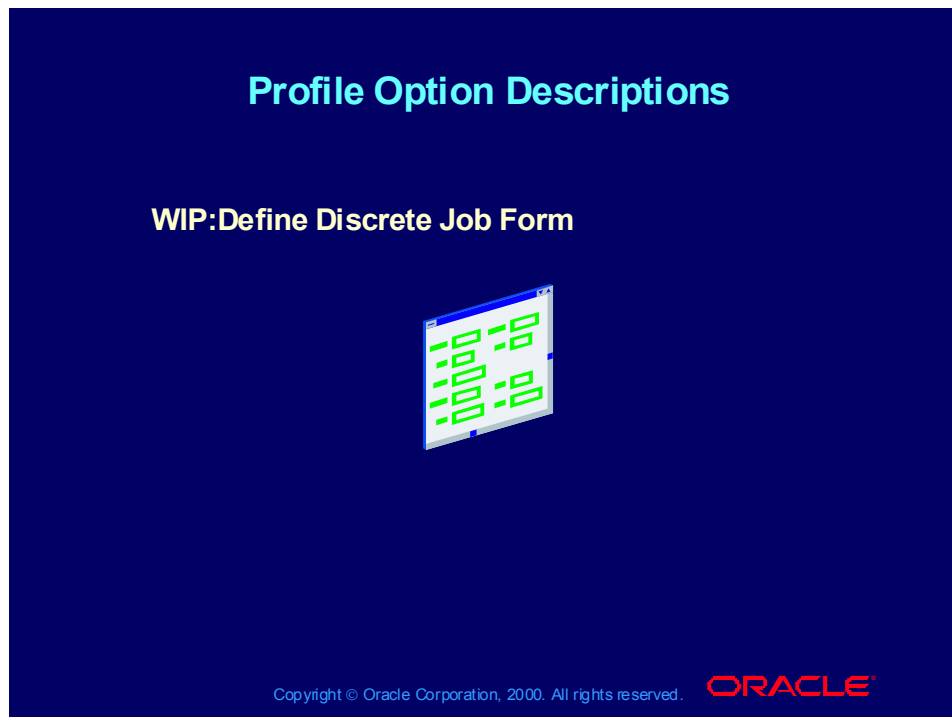 Profile Option Descriptions
WIP:Define Discrete Job Form
Copyright © Oracle Corporation, 2000. All rights reserved.
ORACLE®